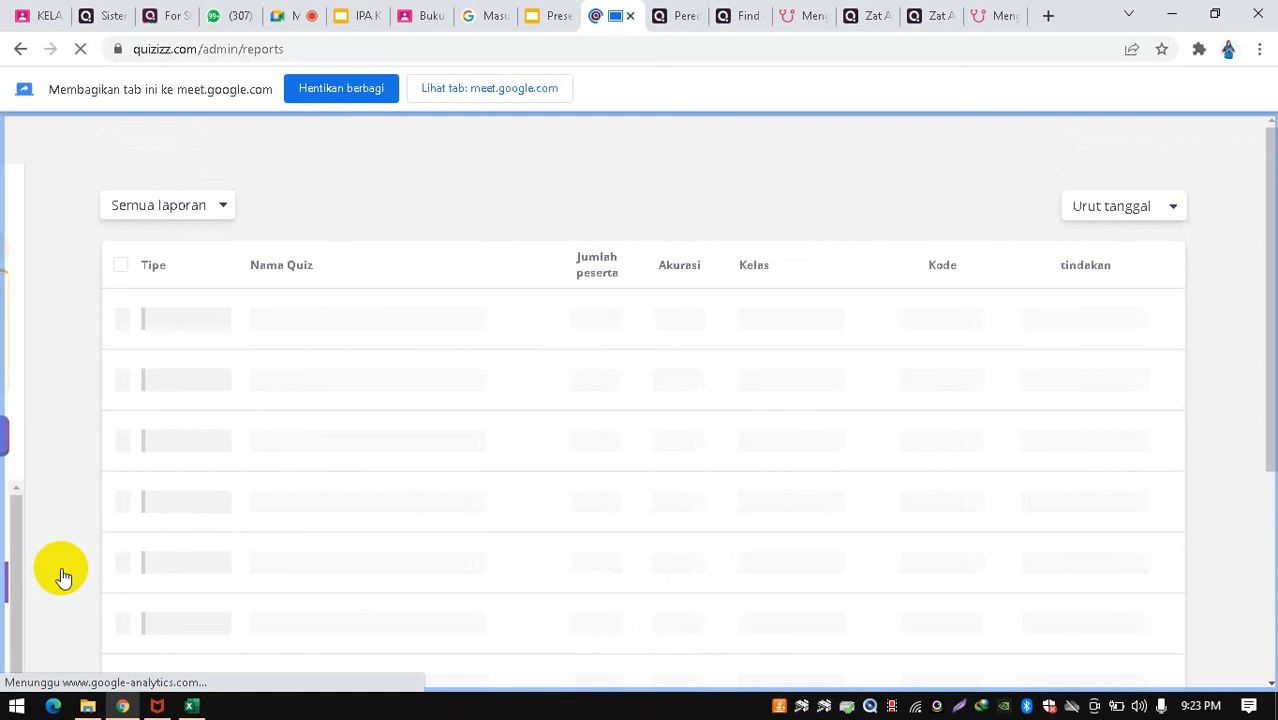 KELA
Sister
For S
(307)
M
IPA K
Buku
Masu
Prese
Pered
Find
Meng
Zat A
Zat A
Meng
quizizz.com/admin/reports
Membagikan tab ini ke meet.google.com
Hentikan berbagi
Lihat tab: meet.google.com
Semua laporan
Urut tanggal
Tipe
Nama Quiz
Jumlah
peserta
Akurasi
Kelas
Kode
tindakan
Menunggu www.google-analytics.com...
9:23 PM